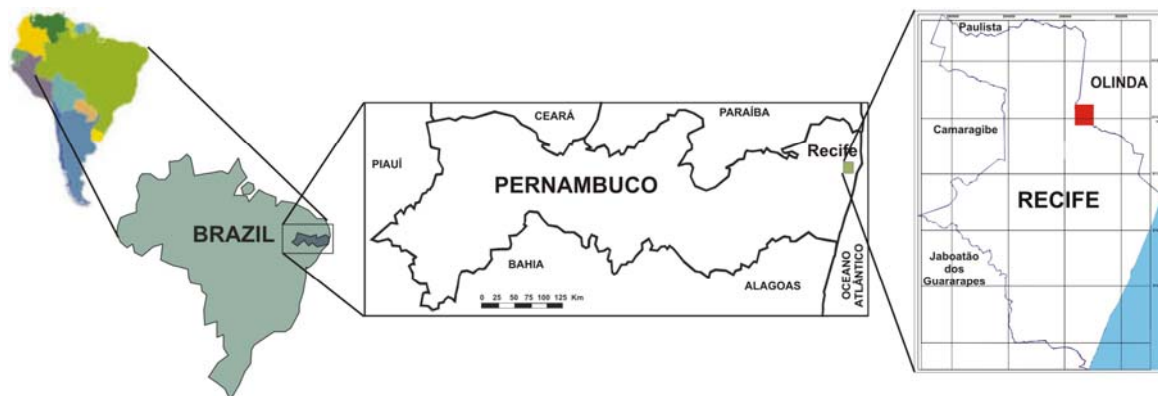 BRAZIL
CEARÁ
PARAÍBA
PIAUÍ
Recife
PERNAMBUCO
BAHIA
ALAGOAS
OCEANO
ATLÂNTICO
0 25 50 75 100 125 Km
Paulista
OLINDA
Camaragibe
RECIFE
Jaboatão
dos
Guararapes